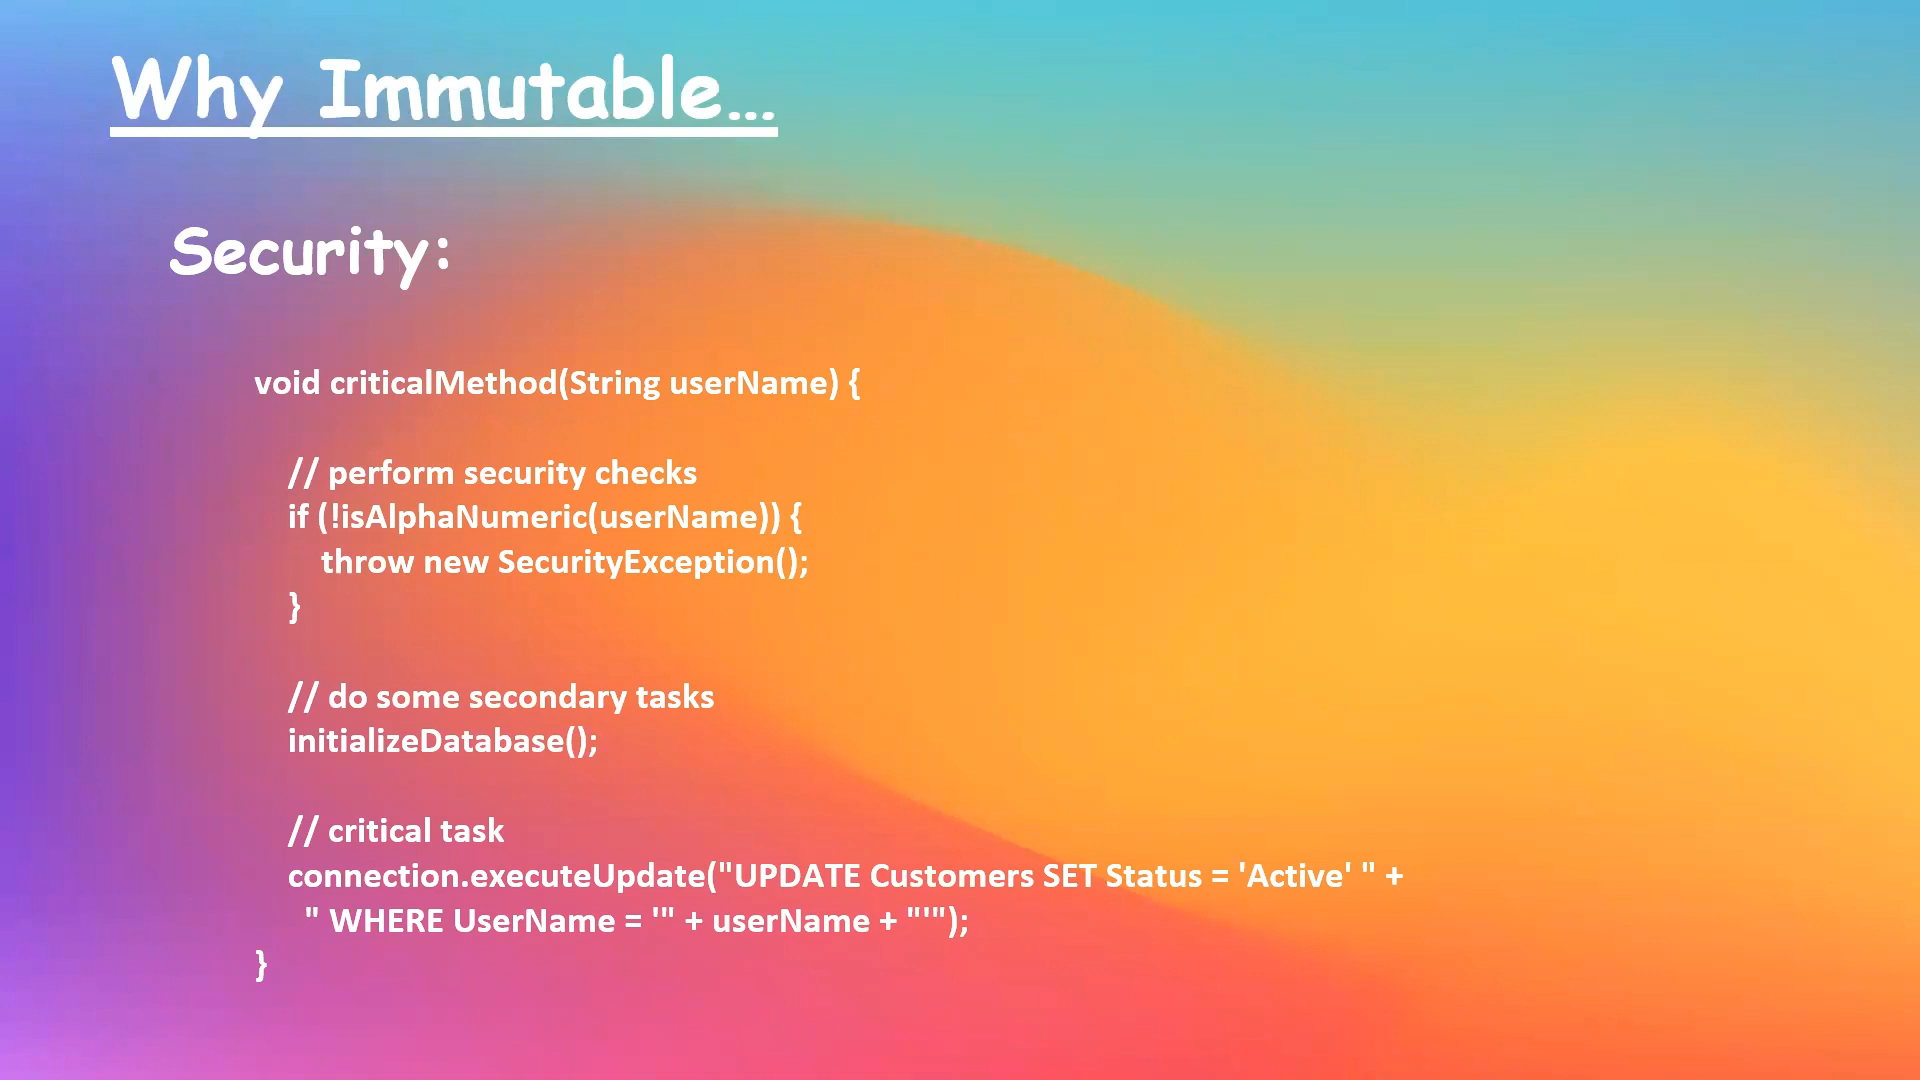 Why Immutable...
Security:
void criticalMethod(String userName) {
// perform security checks
if (!isAlphaNumeric(userName)) {
throw new SecurityException();
}
// do some secondary tasks
initializeDatabase();
// critical task
connection.executeUpdate("UPDATE Customers SET Status = 'Active' " +
" WHERE UserName = '" + userName + "'");
}